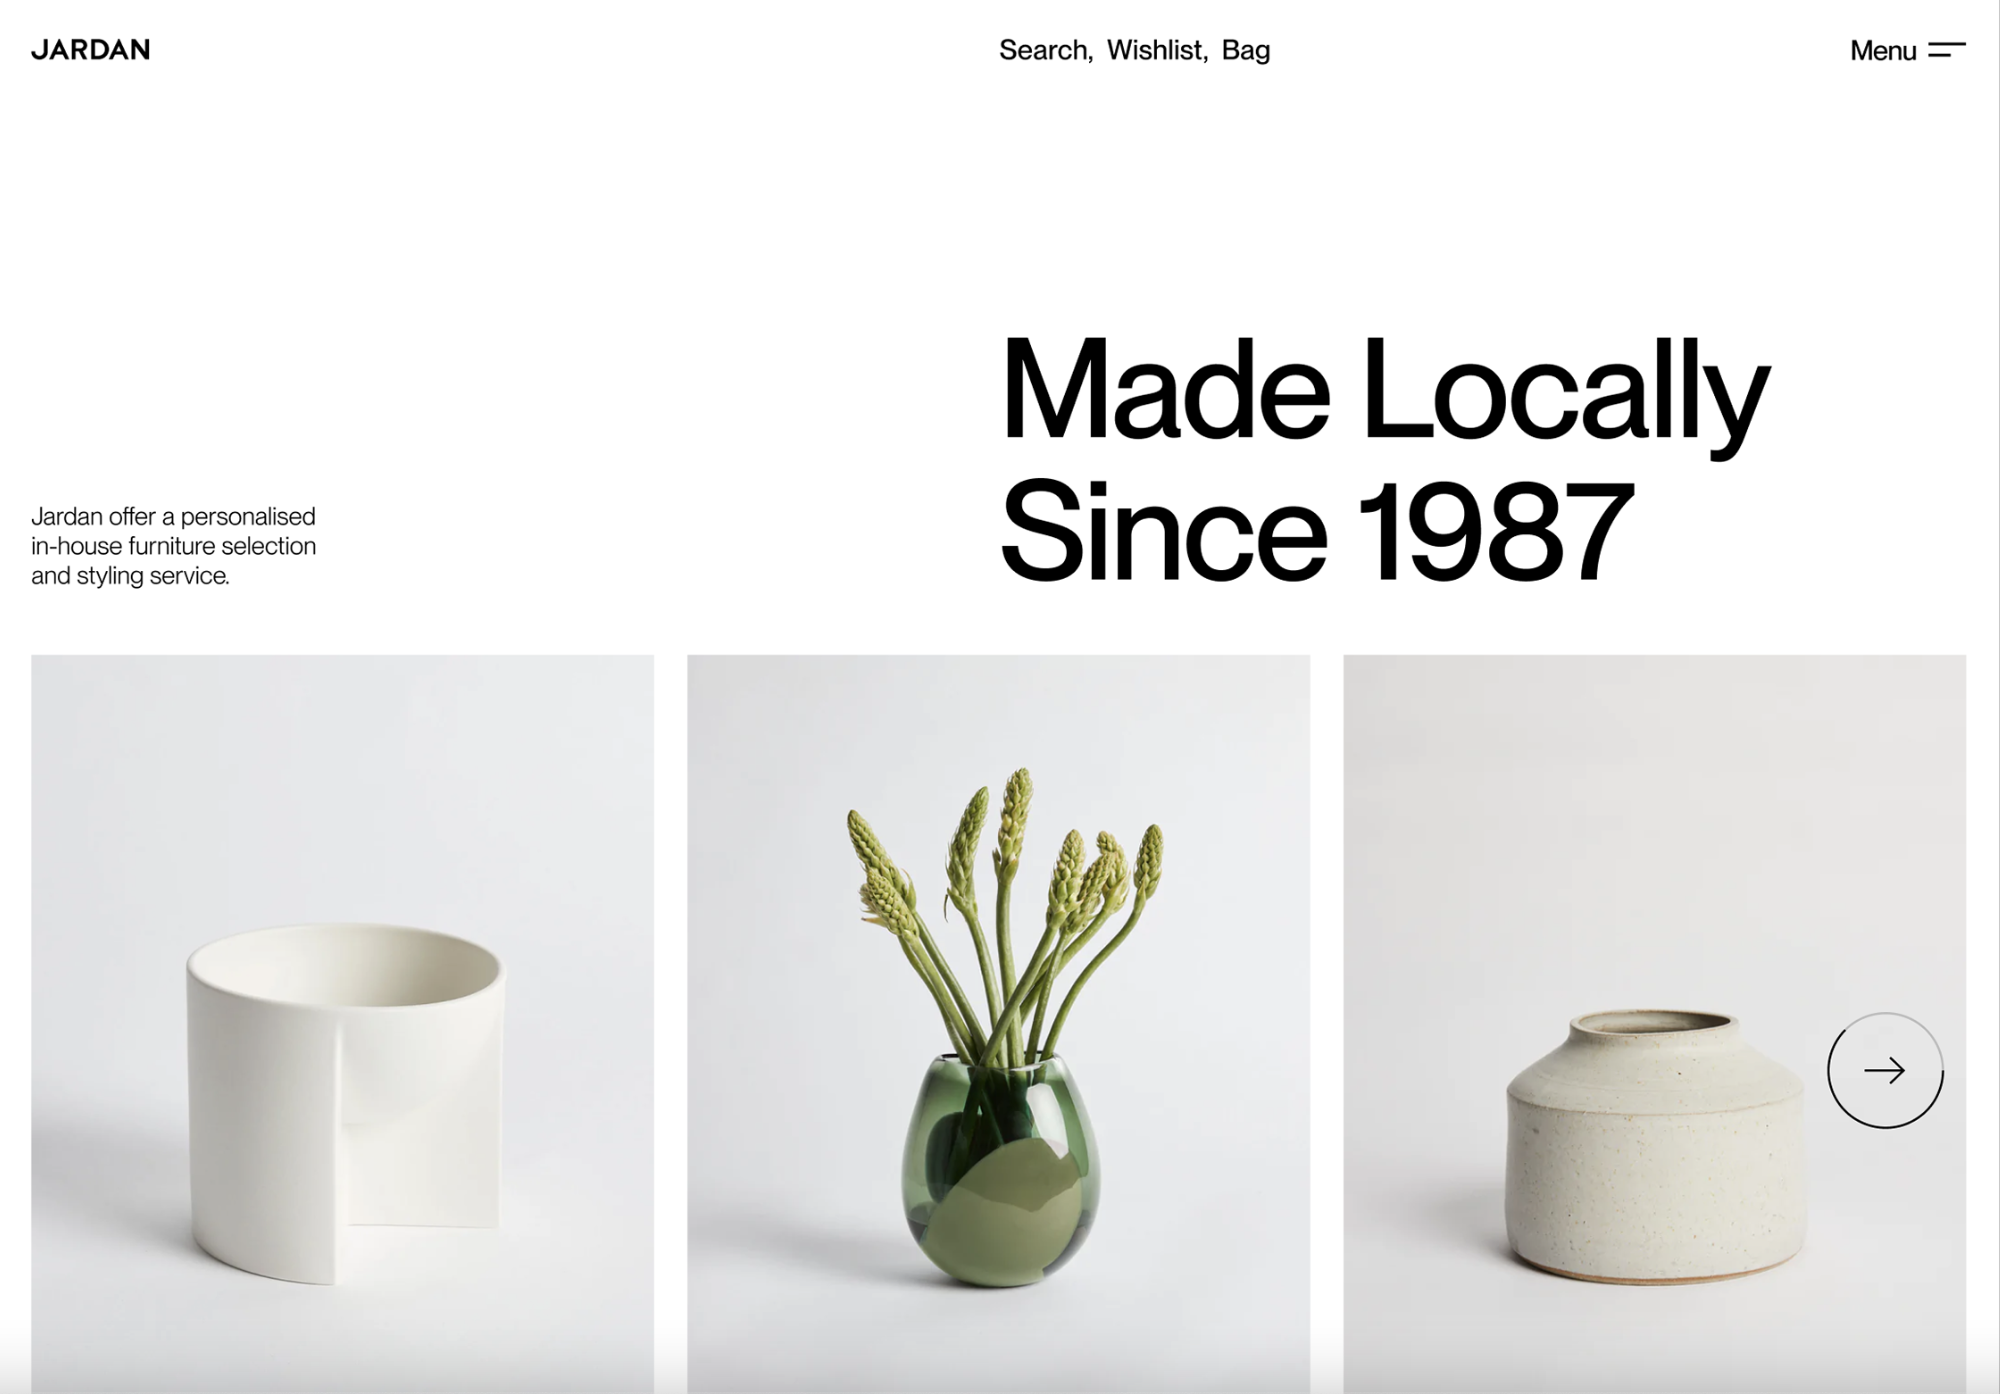 JARDAN
Search, Wishlist, Bag
Menu
Made Locally
Since 1987
Jardan offer a personalised
in-house furniture selection
and styling service.